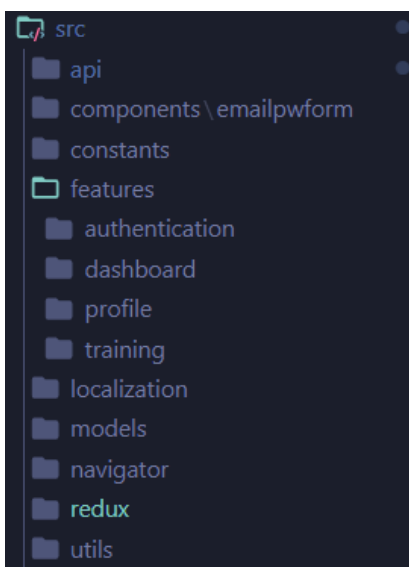 src
api
components\emailpwform
constants
features
authentication
dashboard
profile
training
localization
models
navigator
redux
utils